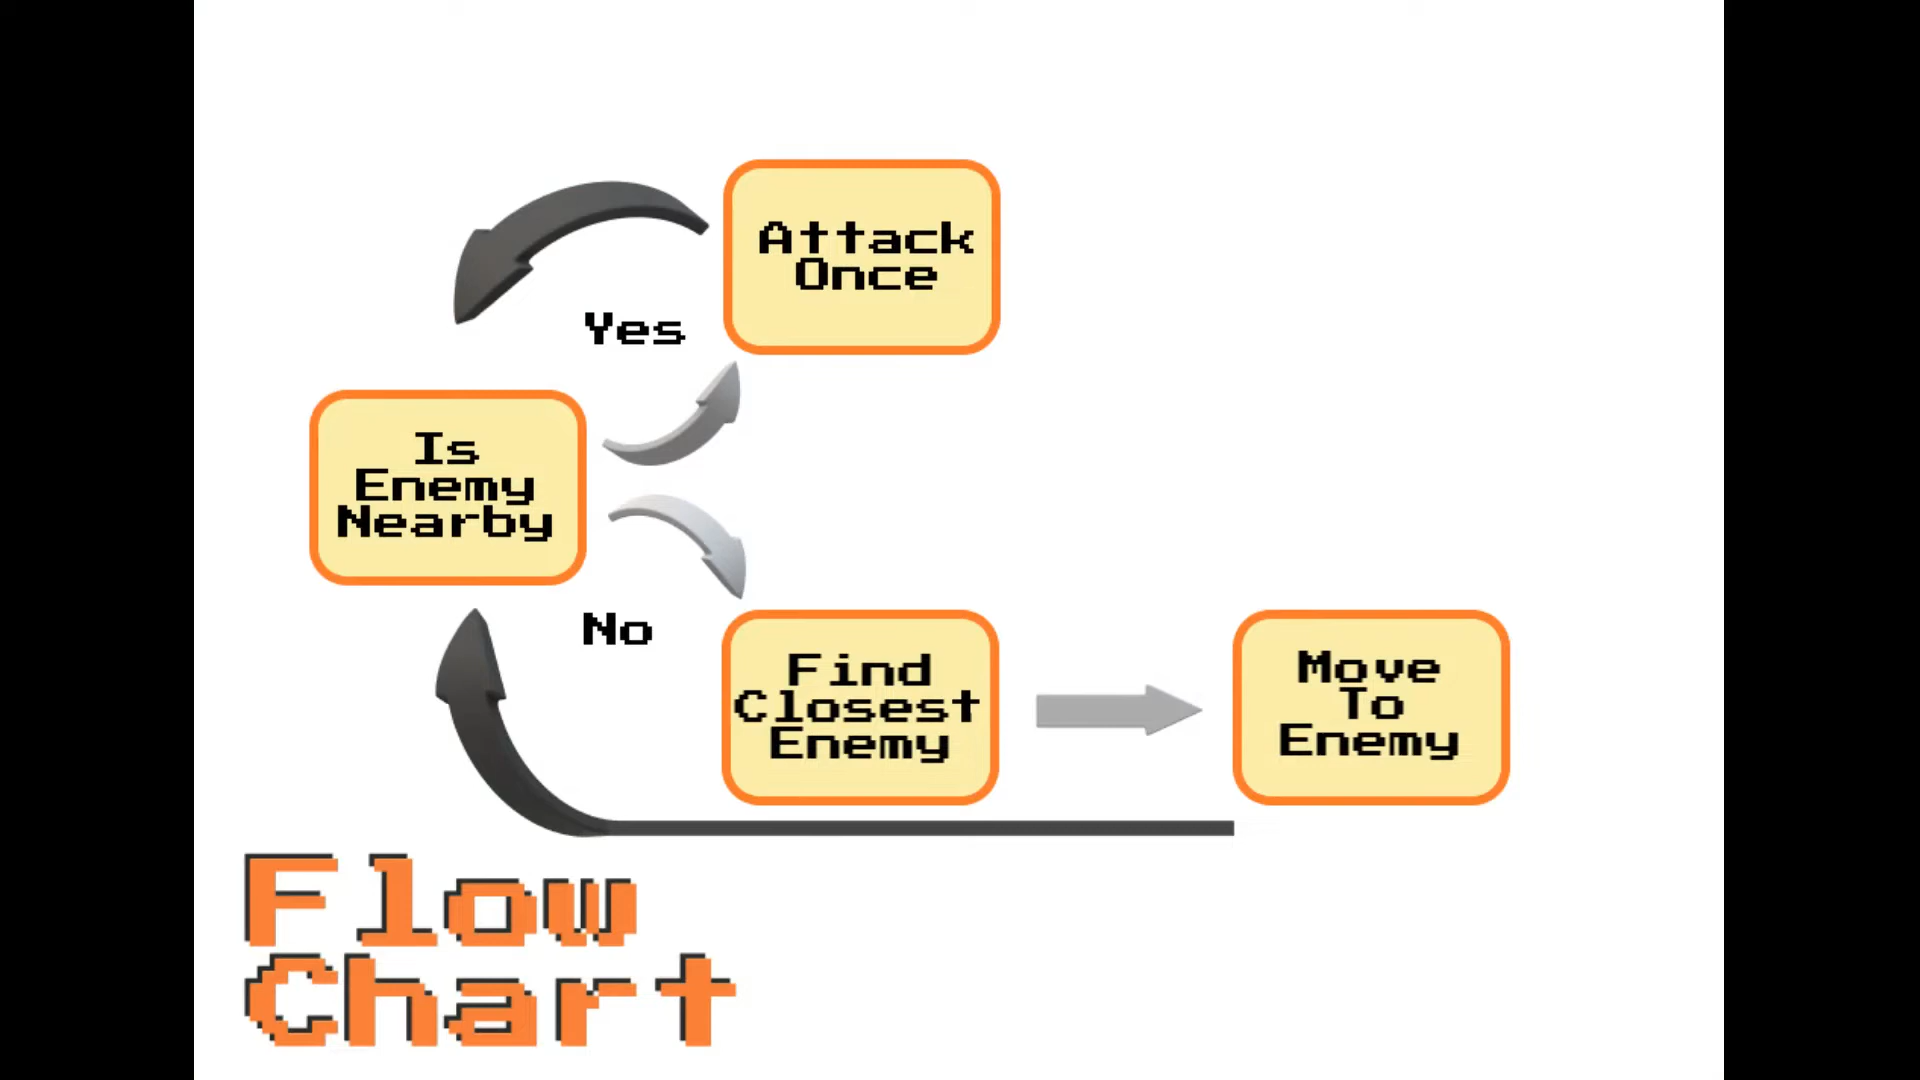 Attack
Once
Yes
Is
Enemy
Nearby
No
Find
Closest
Enemy
Move
To
Enemy
Flow
Chart